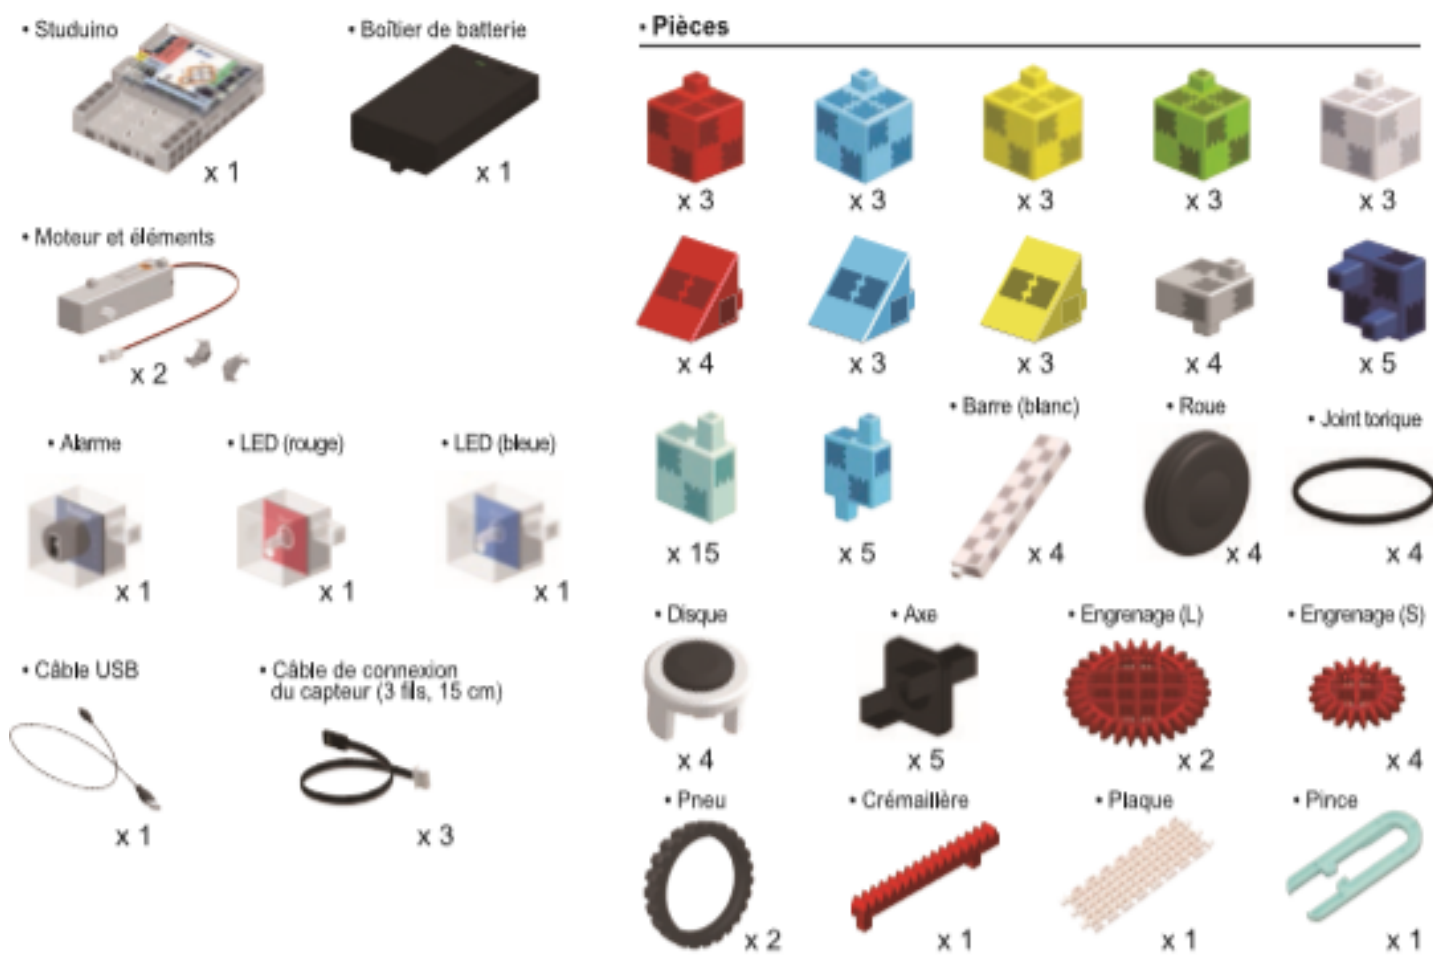 • Studuino
x 1
• Boîtier de batterie
x 1
• Moteur et éléments
x 2
• Alarme
x 1
• LED (rouge)
x 1
• LED (bleue)
x 1
• Câble USB
x 1
• Câble de connexion
du capteur (3 fils, 15 cm)
x 3
• Pièces
x 3
x 3
x 3
x 3
x 3
x 4
x 3
x 3
x 4
x 5
x 15
x 5
• Barre (blanc)
x 4
• Roue
x 4
• Joint torique
x 4
• Disque
x 4
• Axe
x 5
• Engrenage (L)
x 2
• Engrenage (S)
x 4
• Pneu
x 2
• Crémaillère
x 1
• Plaque
x 1
• Pince
x 1